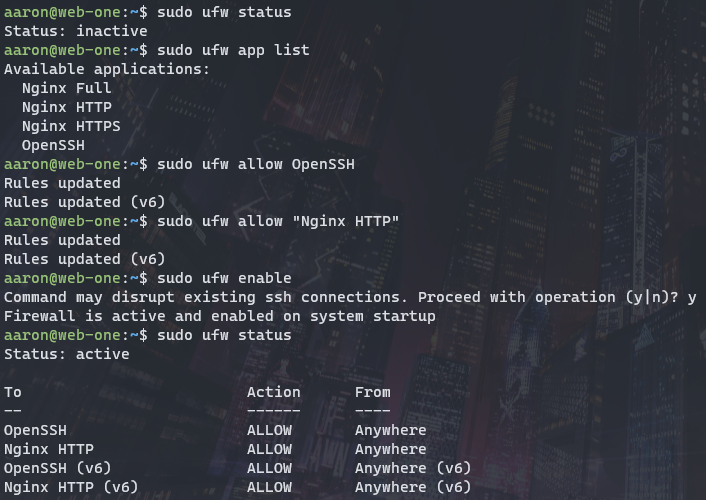 aaron@web-one:~$ sudo ufw status
Status: inactive
aaron@web-one:~$ sudo ufw app list
Available applications:
  Nginx Full
  Nginx HTTP
  Nginx HTTPS
  OpenSSH
aaron@web-one:~$ sudo ufw allow OpenSSH
Rules updated
Rules updated (v6)
aaron@web-one:~$ sudo ufw allow "Nginx HTTP"
Rules updated
Rules updated (v6)
aaron@web-one:~$ sudo ufw enable
Command may disrupt existing ssh connections. Proceed with operation (y|n)? y
Firewall is active and enabled on system startup
aaron@web-one:~$ sudo ufw status
Status: active

To                         Action      From
--                         ------      ----
OpenSSH                    ALLOW       Anywhere
Nginx HTTP                 ALLOW       Anywhere
OpenSSH (v6)               ALLOW       Anywhere (v6)
Nginx HTTP (v6)            ALLOW       Anywhere (v6)